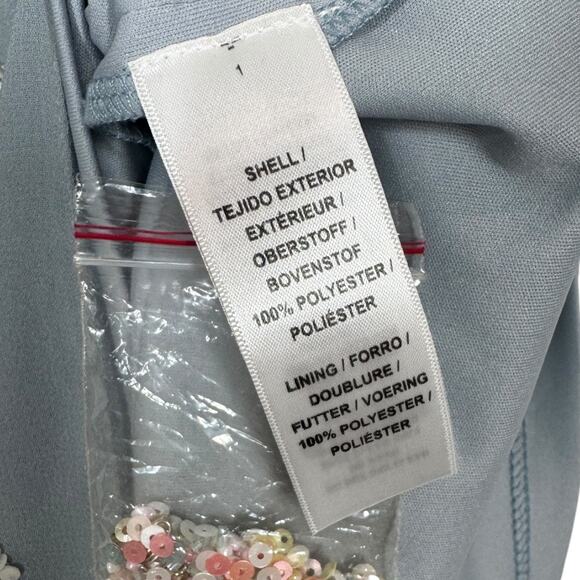 1
SHELL /
TEJIDO EXTERIOR
EXTÉRIEUR /
OBERSTOFF /
BOVENSTOF
100% POLYESTER /
POLIÉSTER
LINING / FORRO /
DOUBLURE /
FUTTER / VOERING
100% POLYESTER /
POLIÉSTER